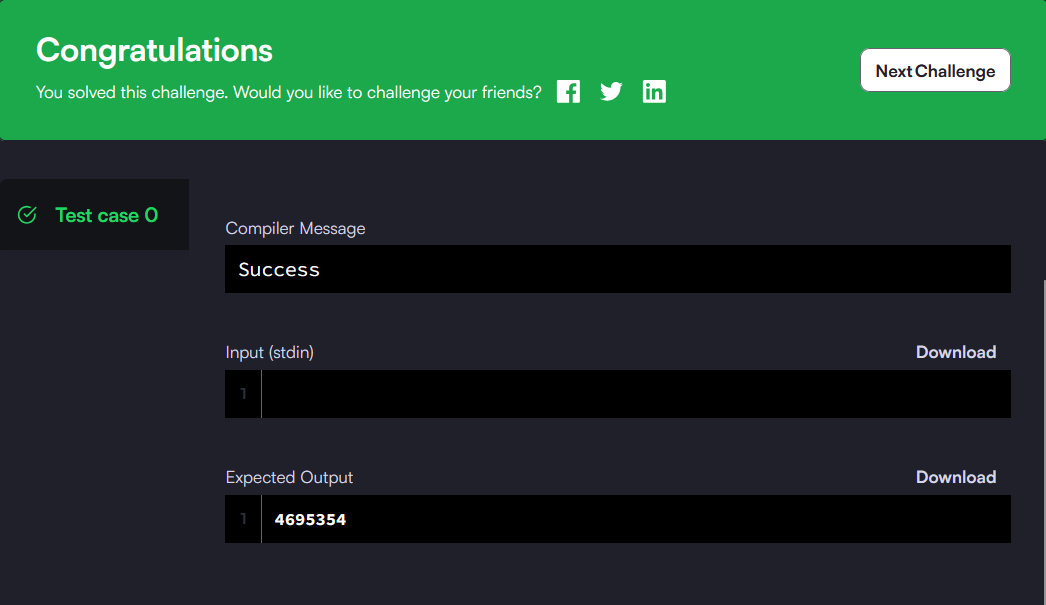 Congratulations
You solved this challenge. Would you like to challenge your friends?
Next Challenge
Test case 0
Compiler Message
Success
Input (stdin)
Download
1
Expected Output
Download
1
4695354